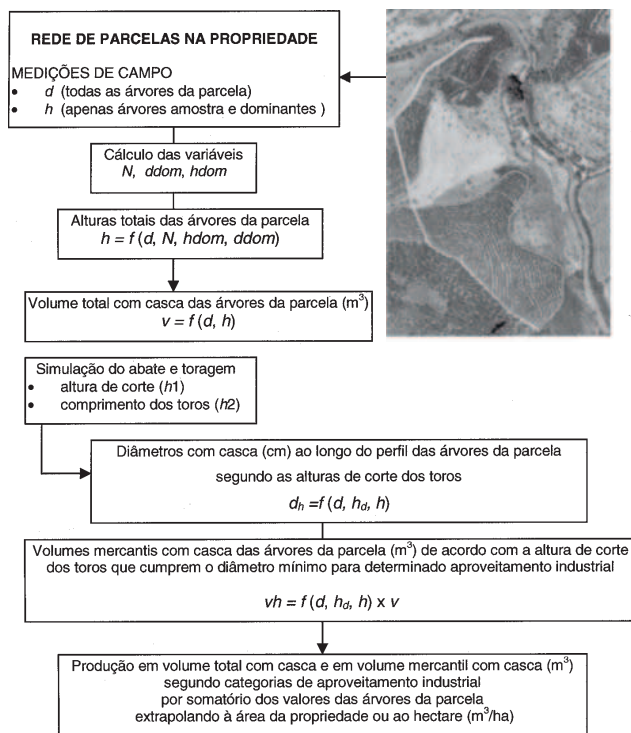 REDE DE PARCELAS NA PROPRIEDADE
MEDIÇÕES DE CAMPO
• d (todas as árvores da parcela)
• h (apenas árvores amostra e dominantes )
Cálculo das variáveis
N, ddom, hdom
Alturas totais das árvores da parcela
h = f (d, N, hdom, ddom)
Volume total com casca das árvores da parcela (m³)
v = f (d, h)
Simulação do abate e toragem
• altura de corte (h1)
• comprimento dos toros (h2)
Diâmetros com casca (cm) ao longo do perfil das árvores da parcela
segundo as alturas de corte dos toros
dₕ =f (d, h_d, h)
Volumes mercantis com casca das árvores da parcela (m³) de acordo com a altura de corte
dos toros que cumprem o diâmetro mínimo para determinado aproveitamento industrial
vh = f (d, h_d, h) x v
Produção em volume total com casca e em volume mercantil com casca (m³)
segundo categorias de aproveitamento industrial
por somatório dos valores das árvores da parcela
extrapolando à área da propriedade ou ao hectare (m³/ha)